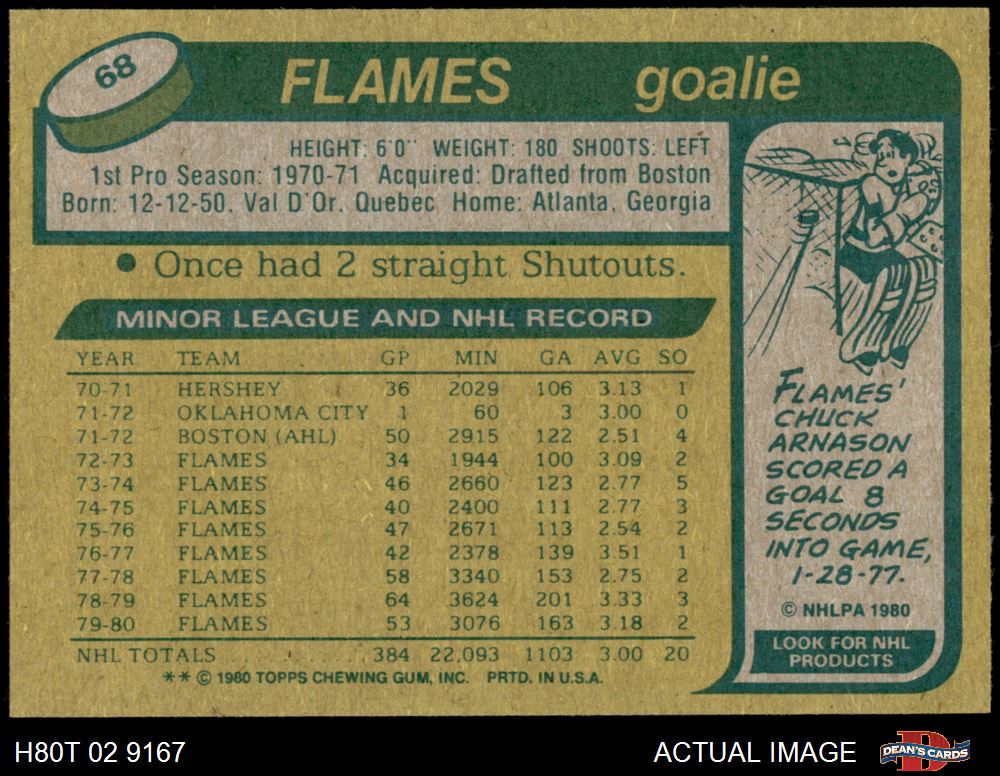 68
FLAMES goalie
HEIGHT: 6'0" WEIGHT: 180 SHOOTS: LEFT
1st Pro Season: 1970-71 Acquired: Drafted from Boston
Born: 12-12-50, Val D'Or, Quebec Home: Atlanta, Georgia
• Once had 2 straight Shutouts.
MINOR LEAGUE AND NHL RECORD
YEAR TEAM GP MIN GA AVG SO
70-71 HERSHEY 36 2029 106 3.13 1
71-72 OKLAHOMA CITY 1 60 3 3.00 0
71-72 BOSTON (AHL) 50 2915 122 2.51 4
72-73 FLAMES 34 1944 100 3.09 2
73-74 FLAMES 46 2660 123 2.77 5
74-75 FLAMES 40 2400 111 2.77 3
75-76 FLAMES 47 2671 113 2.54 2
76-77 FLAMES 42 2378 139 3.51 1
77-78 FLAMES 58 3340 153 2.75 2
78-79 FLAMES 64 3624 201 3.33 3
79-80 FLAMES 53 3076 163 3.18 2
NHL TOTALS ........... 384 22,093 1103 3.00 20
** © 1980 TOPPS CHEWING GUM, INC. PRTD. IN U.S.A.
FLAMES'
CHUCK
ARNASON
SCORED A
GOAL 8
SECONDS
INTO GAME,
1-28-77.
© NHLPA 1980
LOOK FOR NHL
PRODUCTS
H80T 02 9167 ACTUAL IMAGE
D
DEAN'S CARDS